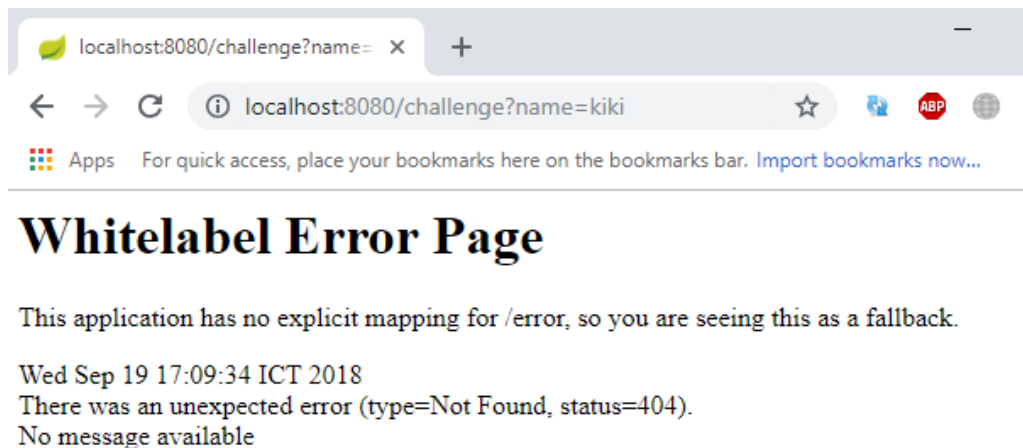 localhost:8080/challenge?name=
localhost:8080/challenge?name=kiki
ABP
Apps For quick access, place your bookmarks here on the bookmarks bar. Import bookmarks now...
Whitelabel Error Page
This application has no explicit mapping for /error, so you are seeing this as a fallback.
Wed Sep 19 17:09:34 ICT 2018
There was an unexpected error (type=Not Found, status=404).
No message available